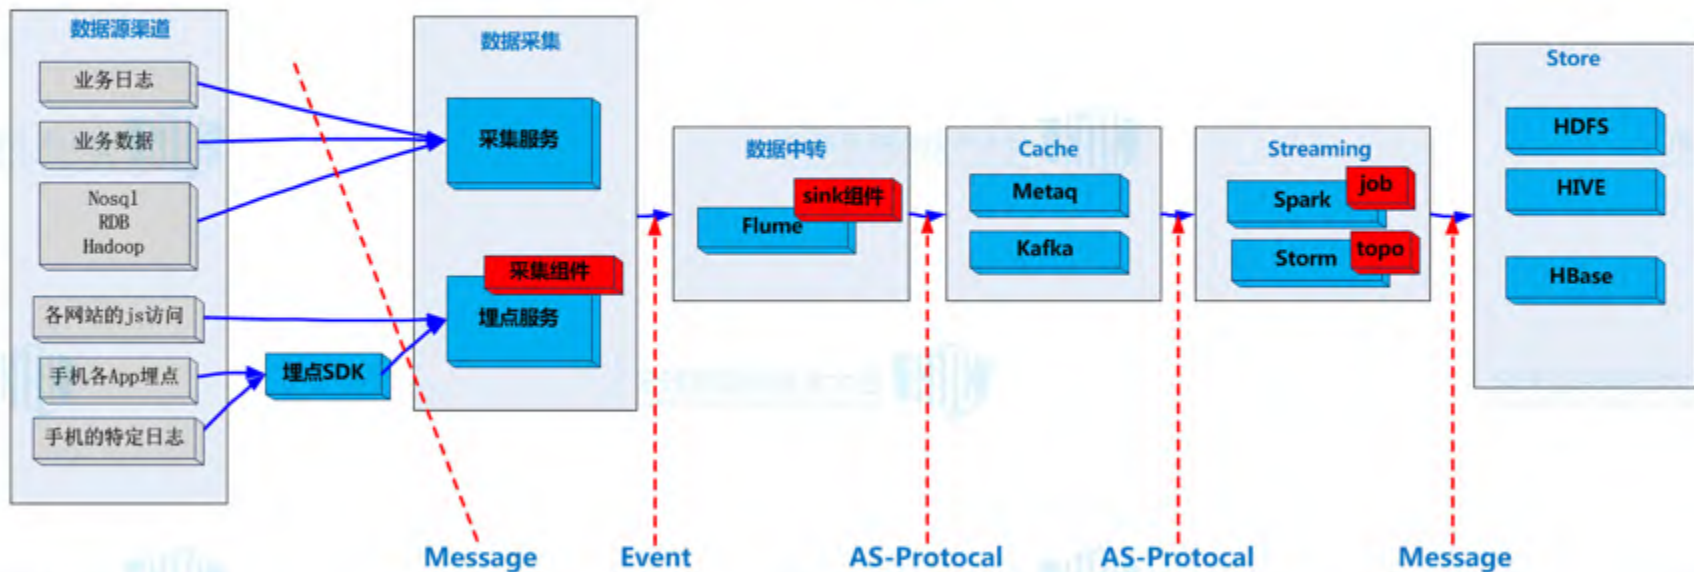 数据源渠道
业务日志
业务数据
Nosql
RDB
Hadoop
各网站的js访问
手机各App埋点
手机的特定日志
埋点SDK
数据采集
采集服务
采集组件
埋点服务
数据中转
sink组件
Flume
Cache
Metaq
Kafka
Streaming
job
Spark
Storm
topo
Store
HDFS
HIVE
HBase
Message
Event
AS-Protocal
AS-Protocal
Message